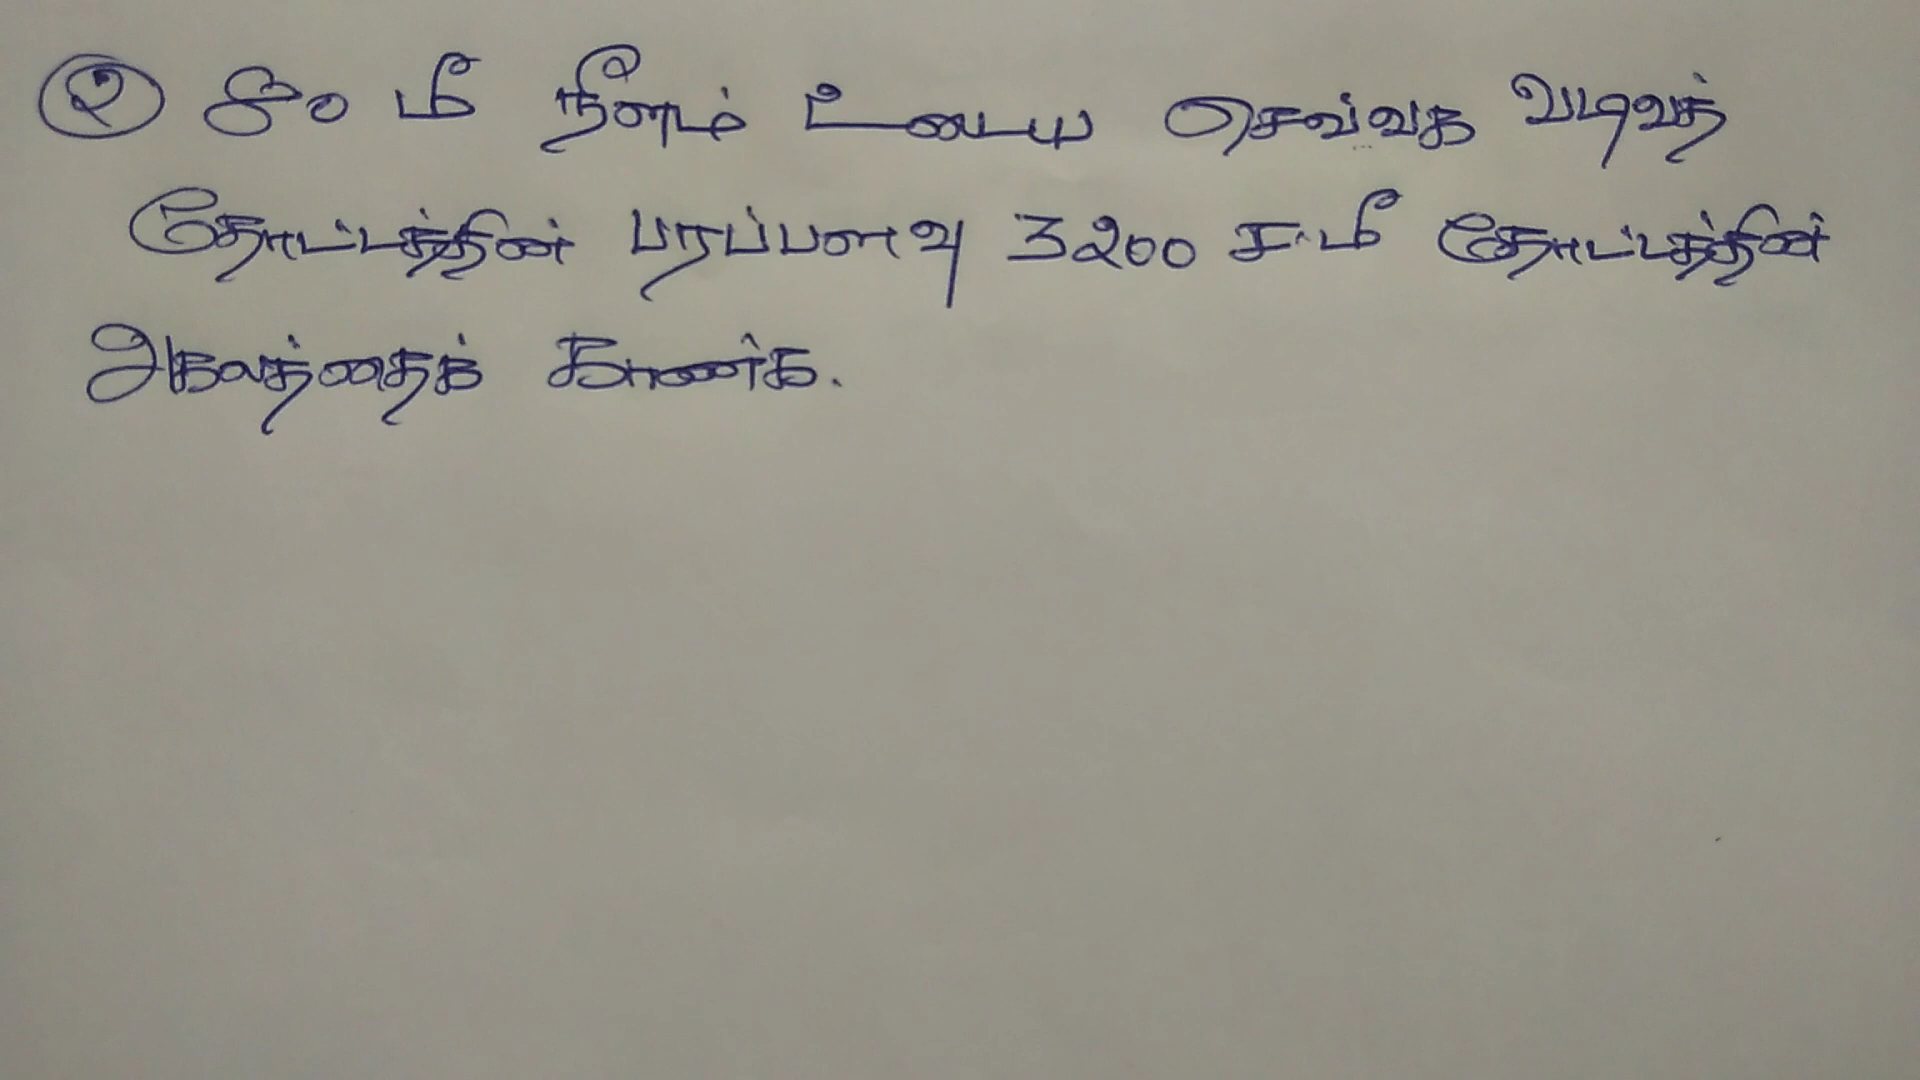 ② 80 மீ நீளம் உடைய செவ்வக வடிவத்
தோட்டத்தின் பரப்பளவு 3200 ச.மீ தோட்டத்தின்
அகலத்தைக் காண்க.